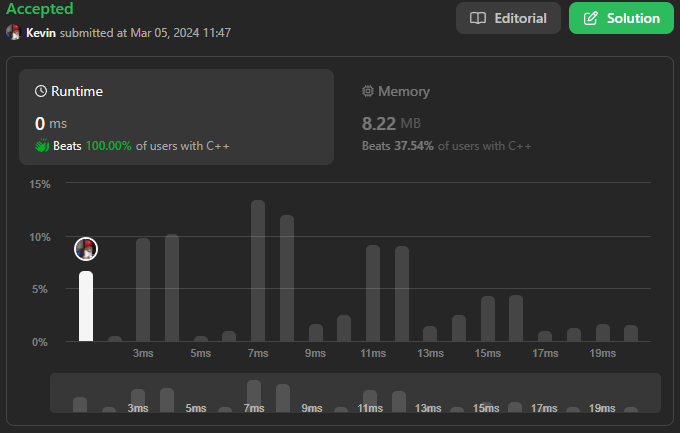 Accepted
Kevin submitted at Mar 05, 2024 11:47
Editorial
Solution
Runtime
0 ms
Beats 100.00% of users with C++
Memory
8.22 MB
Beats 37.54% of users with C++
15%
10%
5%
0%
3ms 5ms 7ms 9ms 11ms 13ms 15ms 17ms 19ms
3ms 5ms 7ms 9ms 11ms 13ms 15ms 17ms 19ms